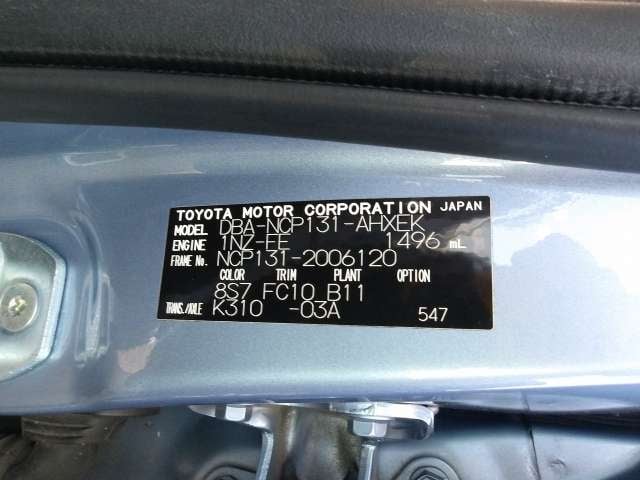 TOYOTA MOTOR CORPORATION JAPAN
MODEL DBA-NCP131-AHXEK
ENGINE 1NZ-FE 1496 mL
FRAME No. NCP131-2006120
COLOR TRIM PLANT OPTION
8S7 FC10 B11
TRANS./AXLE K310 -03A 547